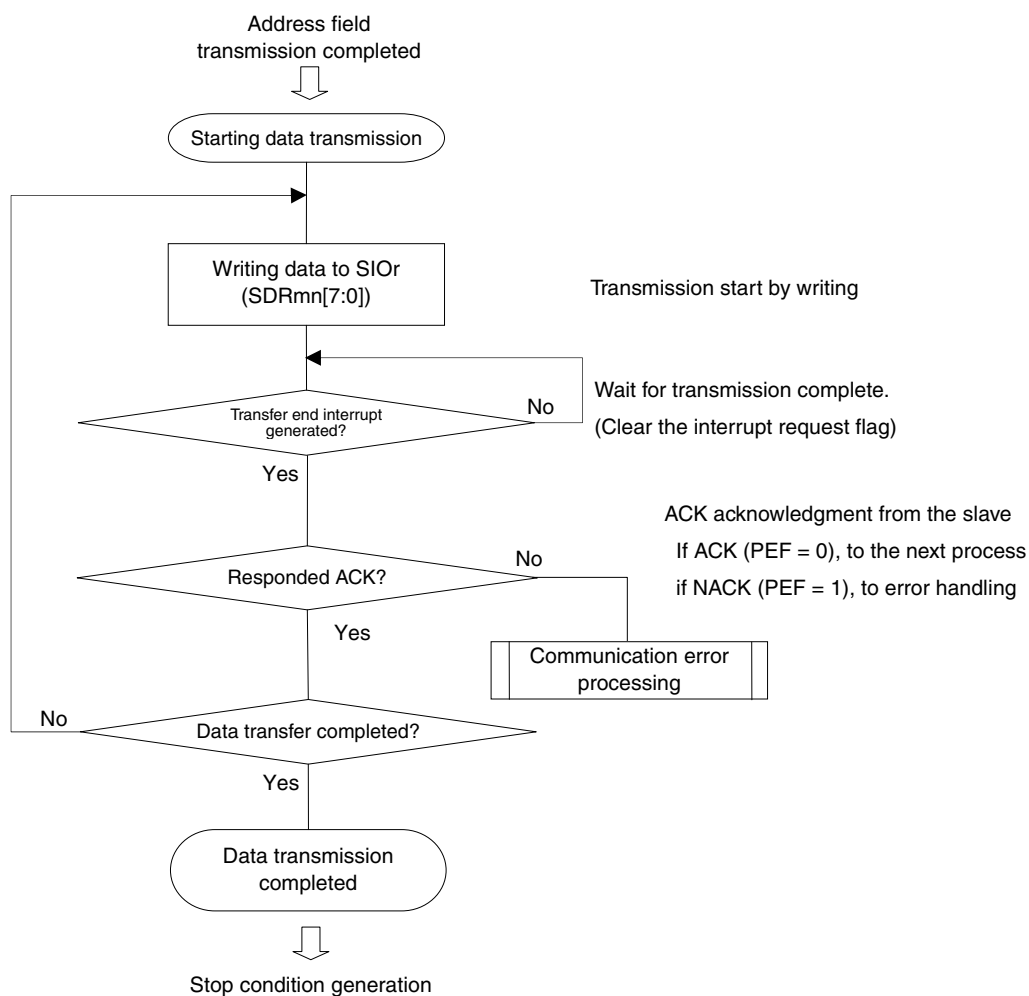 Address field
transmission completed
Starting data transmission
Writing data to SIOr
(SDRmn[7:0])
Transmission start by writing
Wait for transmission complete.
(Clear the interrupt request flag)
Transfer end interrupt
generated?
No
Yes
ACK acknowledgment from the slave
If ACK (PEF = 0), to the next process
if NACK (PEF = 1), to error handling
Responded ACK?
No
Yes
Communication error
processing
Data transfer completed?
No
Yes
Data transmission
completed
Stop condition generation